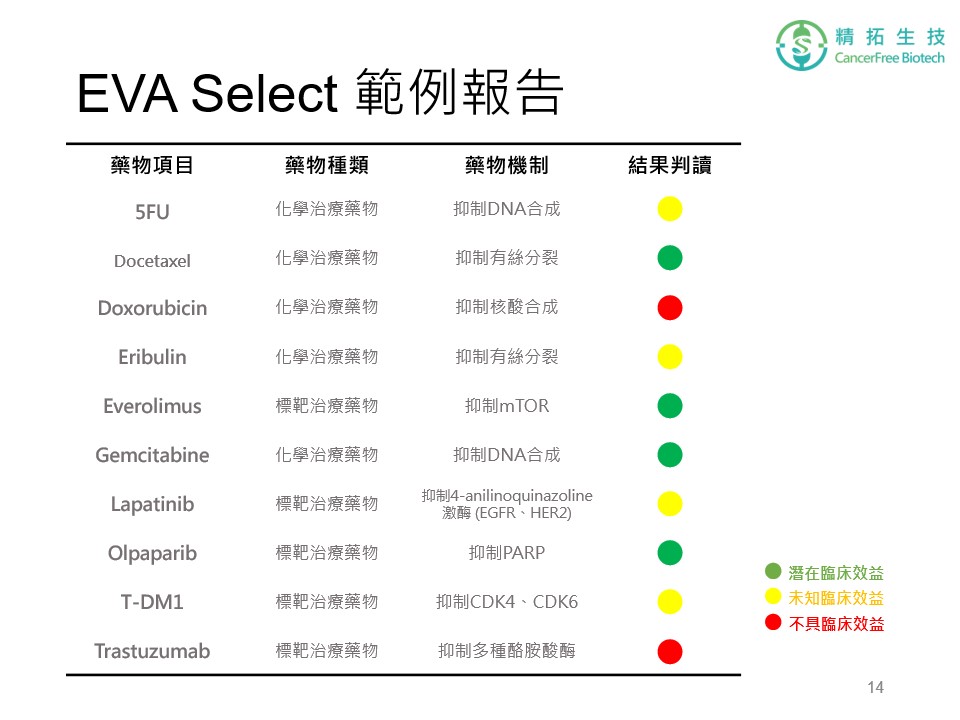 精拓生技
CancerFree Biotech
EVA Select 範例報告
藥物項目 藥物種類 藥物機制 結果判讀
5FU 化學治療藥物 抑制DNA合成
Docetaxel 化學治療藥物 抑制有絲分裂
Doxorubicin 化學治療藥物 抑制核酸合成
Eribulin 化學治療藥物 抑制有絲分裂
Everolimus 標靶治療藥物 抑制mTOR
Gemcitabine 化學治療藥物 抑制DNA合成
Lapatinib 標靶治療藥物 抑制4-anilinoquinazoline
激酶 (EGFR、HER2)
Olpaparib 標靶治療藥物 抑制PARP
T-DM1 標靶治療藥物 抑制CDK4、CDK6
Trastuzumab 標靶治療藥物 抑制多種酪胺酸酶
潛在臨床效益
未知臨床效益
不具臨床效益
14